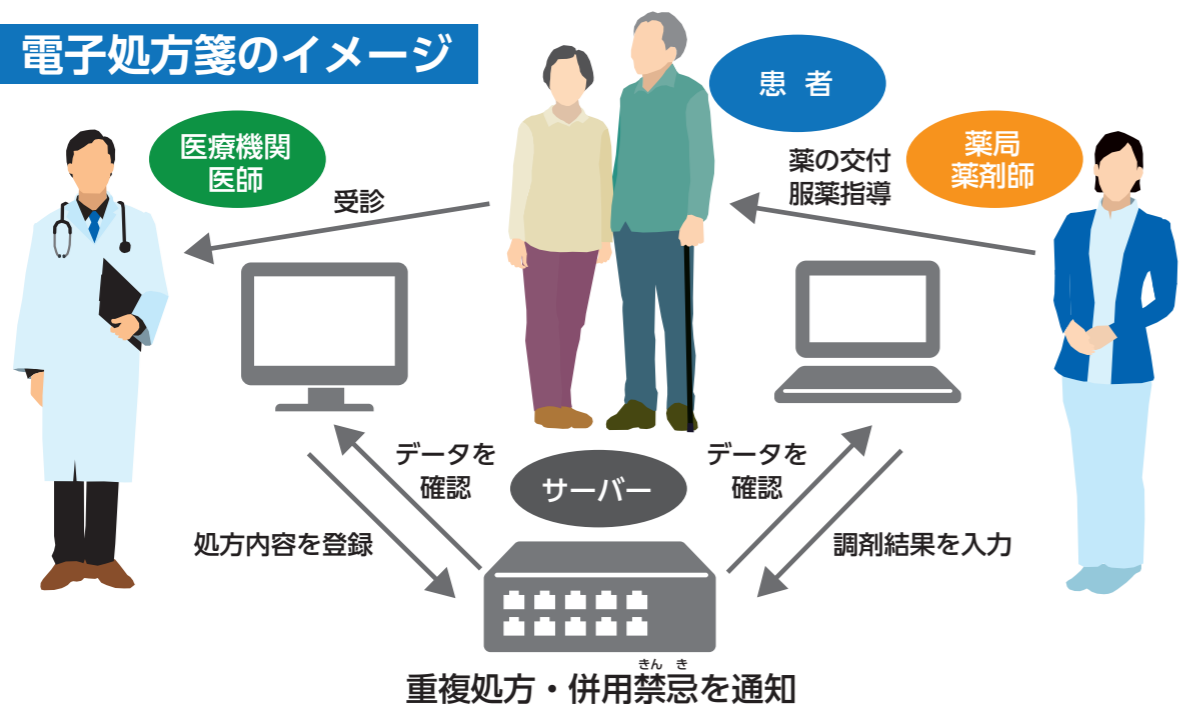 電子処方箋のイメージ
患者
医療機関
医師
薬局
薬剤師
受診
薬の交付
服薬指導
データを
確認
サーバー
データを
確認
処方内容を登録
調剤結果を入力
きんき
重複処方・併用禁忌を通知